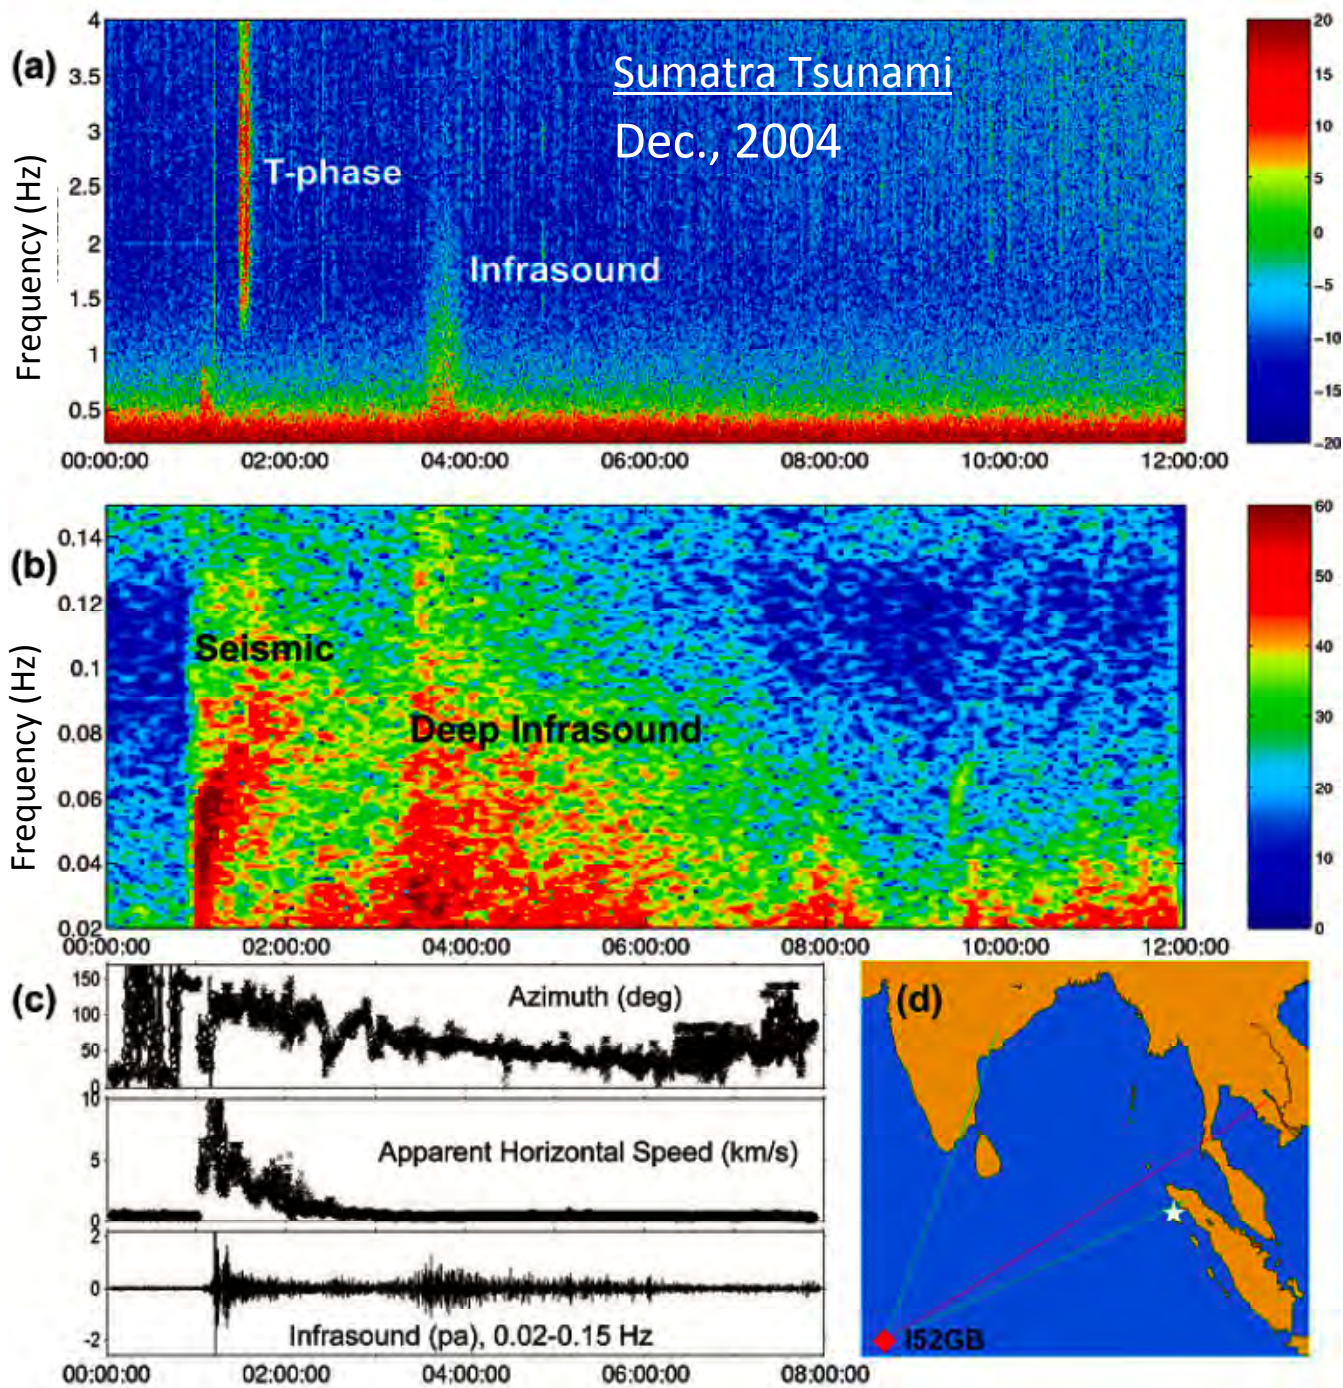 (a)
Sumatra Tsunami
Dec., 2004
T-phase
Infrasound
Frequency (Hz)
4
3.5
3
2.5
2
1.5
1
0.5
00:00:00 02:00:00 04:00:00 06:00:00 08:00:00 10:00:00 12:00:00
20
15
10
5
0
-5
-10
-15
-20
(b)
Seismic
Deep Infrasound
Frequency (Hz)
0.14
0.12
0.1
0.08
0.06
0.04
0.02
00:00:00 02:00:00 04:00:00 06:00:00 08:00:00 10:00:00 12:00:00
60
50
40
30
20
10
0
(c)
Azimuth (deg)
150
100
50
0
Apparent Horizontal Speed (km/s)
10
5
0
Infrasound (pa), 0.02-0.15 Hz
2
0
-2
00:00:00 02:00:00 04:00:00 06:00:00 08:00:00
(d)
I52GB